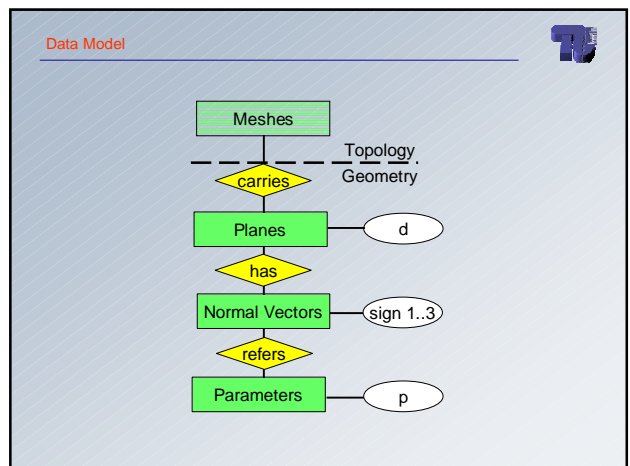 Data Model
Meshes
Topology
Geometry
carries
Planes
d
has
Normal Vectors
sign 1..3
refers
Parameters
p